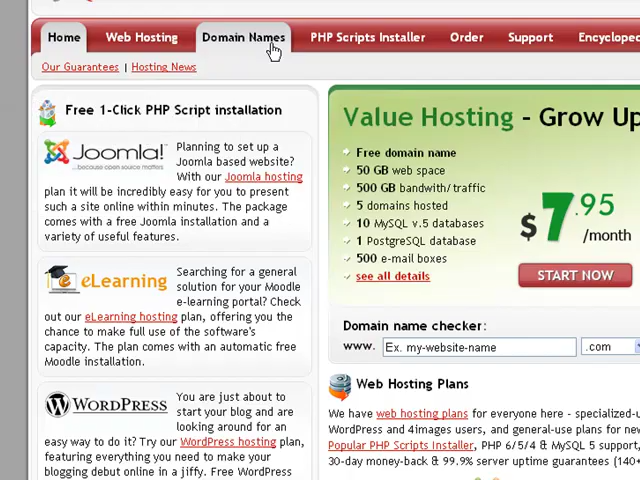 Home Web Hosting Domain Names PHP Scripts Installer Order Support Encycloped
Our Guarantees | Hosting News
Free 1-Click PHP Script installation
Joomla!
...because open source matters
Planning to set up a
Joomla based website?
With our Joomla hosting
plan it will be incredibly easy for you to present
such a site online within minutes. The package
comes with a free Joomla installation and a
variety of useful features.
eLearning
Searching for a general
solution for your Moodle
e-learning portal? Check
out our eLearning hosting plan, offering you the
chance to make full use of the software's
capacity. The plan comes with an automatic free
Moodle installation.
WORDPRESS
You are just about to
start your blog and are
looking around for an
easy way to do it? Try our WordPress hosting plan,
featuring everything you need to make your
blogging debut online in a jiffy. Free WordPress
Value Hosting - Grow Up
Free domain name
50 GB web space
500 GB bandwith/traffic
5 domains hosted
10 MySQL v.5 databases
1 PostgreSQL database
500 e-mail boxes
see all details
$7.95
/month
START NOW
Domain name checker:
www. Ex. my-website-name .com
Web Hosting Plans
We have web hosting plans for everyone here - specialized-u
WordPress and 4images users, and general-use plans for new
Popular PHP Scripts Installer, PHP 6/5/4 & MySQL 5 support,
30-day money-back & 99.9% server uptime guarantees (140+